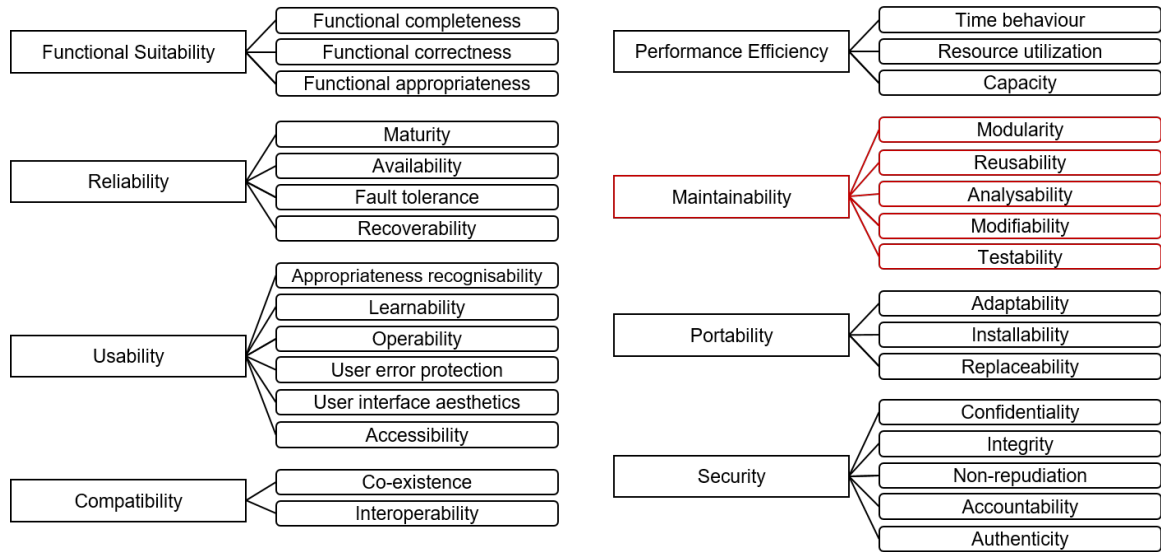 Functional Suitability
Functional completeness
Functional correctness
Functional appropriateness
Reliability
Maturity
Availability
Fault tolerance
Recoverability
Usability
Appropriateness recognisability
Learnability
Operability
User error protection
User interface aesthetics
Accessibility
Compatibility
Co-existence
Interoperability
Performance Efficiency
Time behaviour
Resource utilization
Capacity
Maintainability
Modularity
Reusability
Analysability
Modifiability
Testability
Portability
Adaptability
Installability
Replaceability
Security
Confidentiality
Integrity
Non-repudiation
Accountability
Authenticity